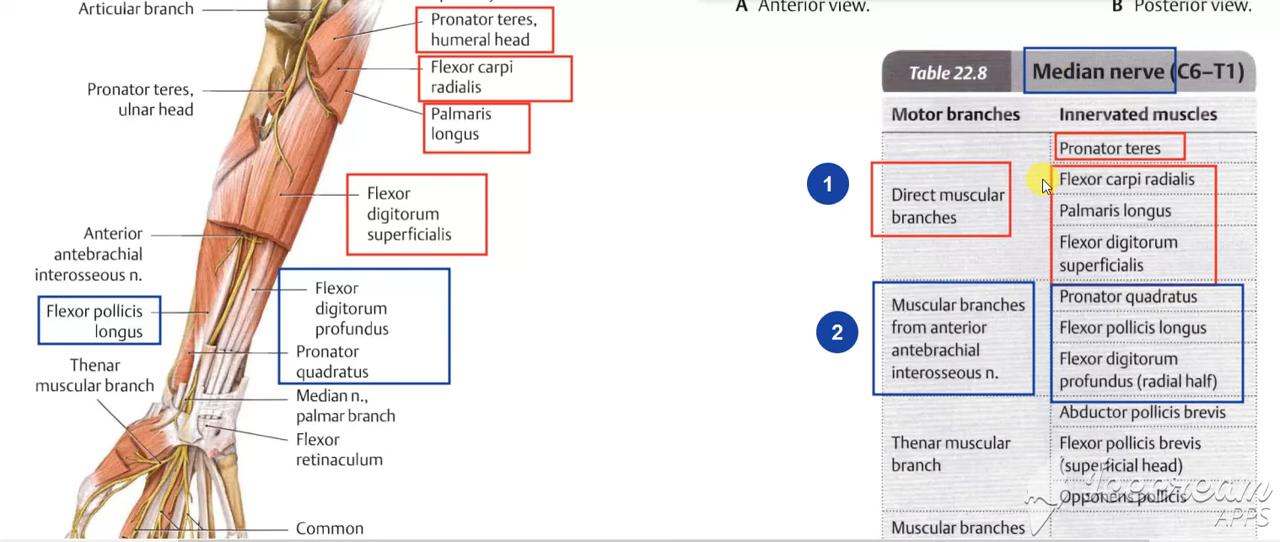 Articular branch
Pronator teres,
humeral head
Flexor carpi
radialis
Pronator teres,
ulnar head
Palmaris
longus
Flexor
digitorum
superficialis
Anterior
antebrachial
interosseous n.
Flexor
digitorum
profundus
Flexor pollicis
longus
Pronator
quadratus
Thenar
muscular branch
Median n.,
palmar branch
Flexor
retinaculum
Common
A Anterior view.
B Posterior view.
Table 22.8 Median nerve (C6–T1)
Motor branches
Innervated muscles
1
Direct muscular
branches
Pronator teres
Flexor carpi radialis
Palmaris longus
Flexor digitorum
superficialis
2
Muscular branches
from anterior
antebrachial
interosseous n.
Pronator quadratus
Flexor pollicis longus
Flexor digitorum
profundus (radial half)
Thenar muscular
branch
Abductor pollicis brevis
Flexor pollicis brevis
(superficial head)
Opponens pollicis
Muscular branches
Icecream
APPS